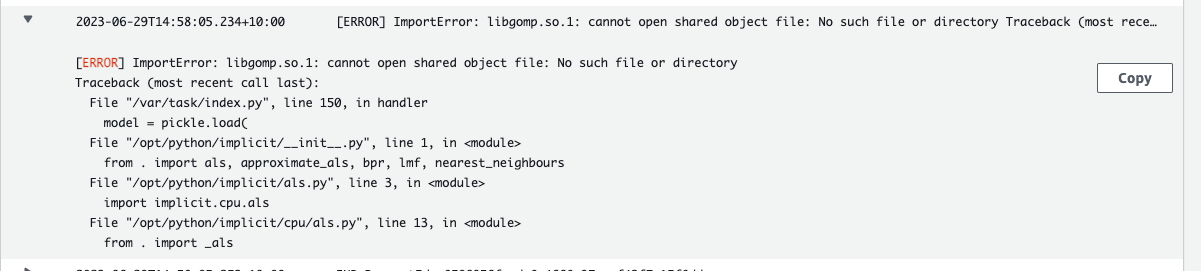 2023-06-29T14:58:05.234+10:00 [ERROR] ImportError: libgomp.so.1: cannot open shared object file: No such file or directory Traceback (most rece…
[ERROR] ImportError: libgomp.so.1: cannot open shared object file: No such file or directory
Copy
Traceback (most recent call last):
File "/var/task/index.py", line 150, in handler
model = pickle.load(
File "/opt/python/implicit/__init__.py", line 1, in <module>
from . import als, approximate_als, bpr, lmf, nearest_neighbours
File "/opt/python/implicit/als.py", line 3, in <module>
import implicit.cpu.als
File "/opt/python/implicit/cpu/als.py", line 13, in <module>
from . import _als